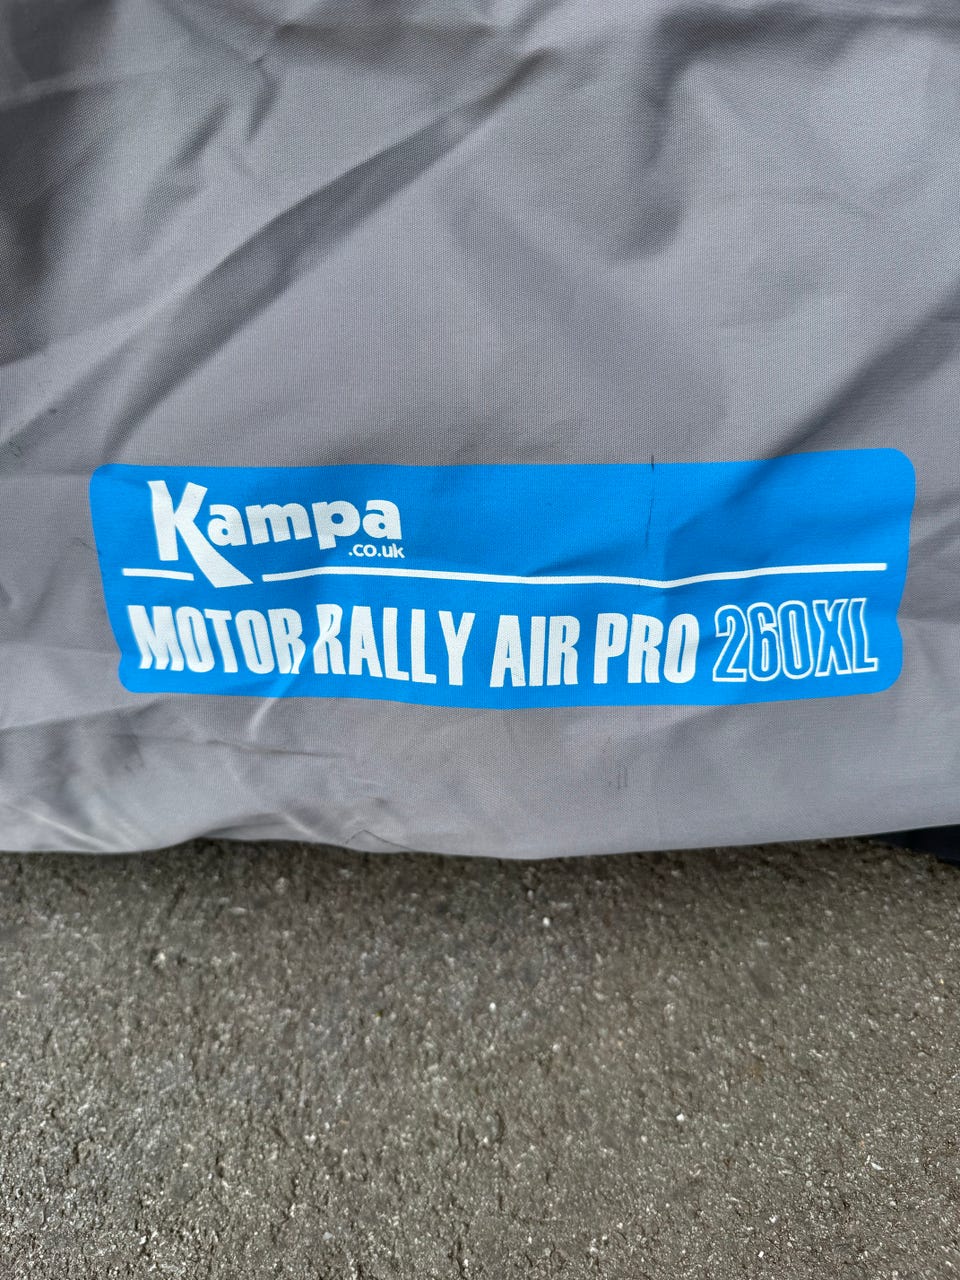 Kampa
.co.uk
MOTOR RALLY AIR PRO 260XL